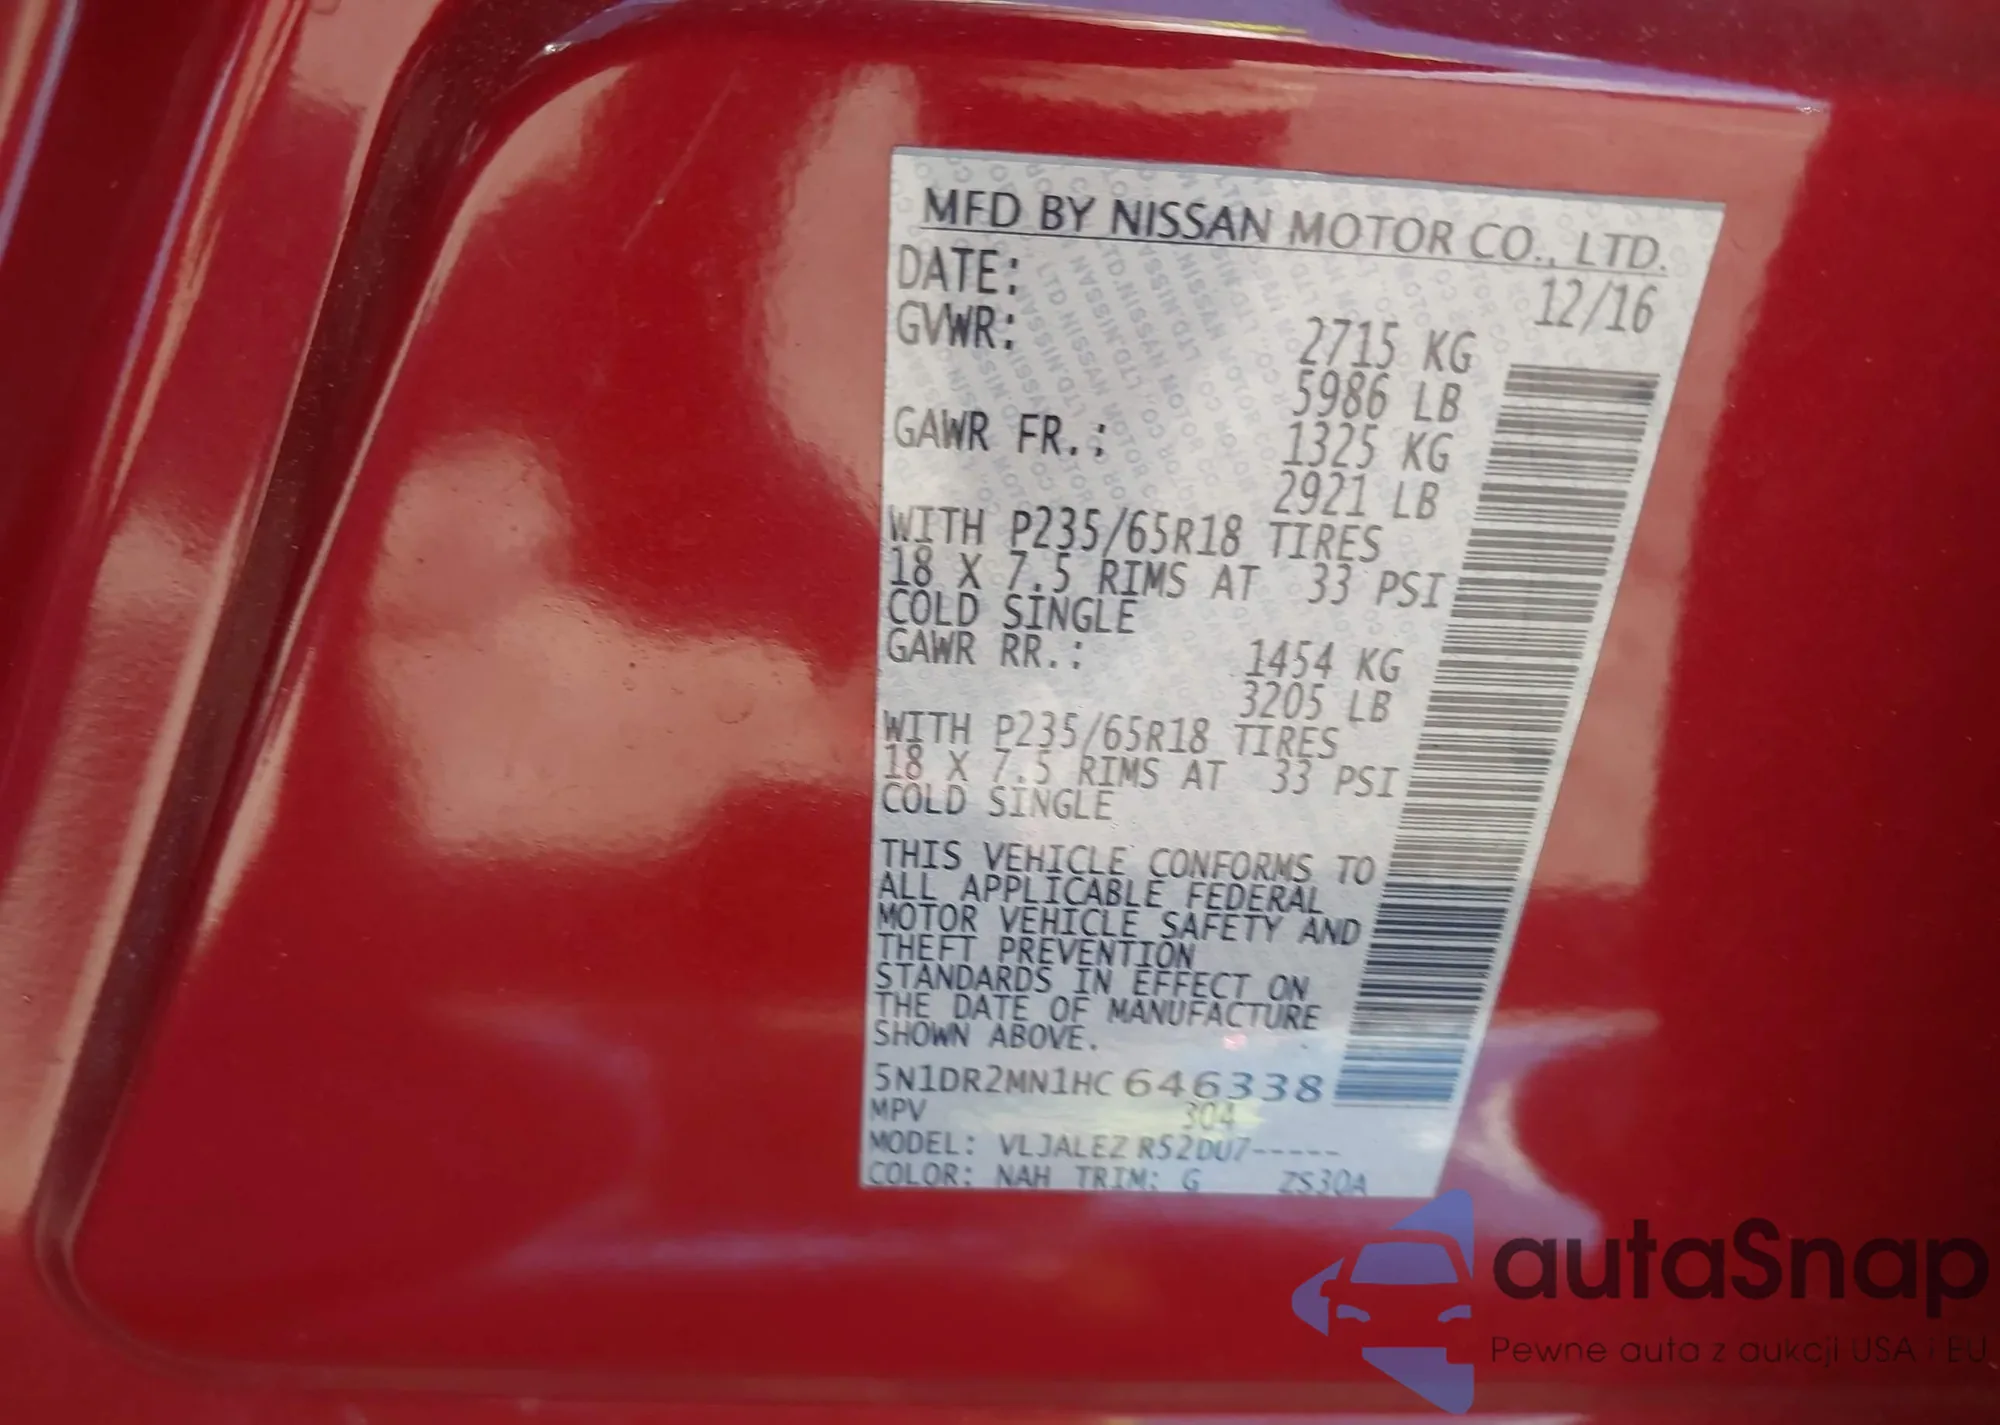 MFD BY NISSAN MOTOR CO., LTD.
DATE: 12/16
GVWR: 2715 KG
5986 LB
GAWR FR.: 1325 KG
2921 LB
WITH P235/65R18 TIRES
18 X 7.5 RIMS AT 33 PSI
COLD SINGLE
GAWR RR.: 1454 KG
3205 LB
WITH P235/65R18 TIRES
18 X 7.5 RIMS AT 33 PSI
COLD SINGLE
THIS VEHICLE CONFORMS TO
ALL APPLICABLE FEDERAL
MOTOR VEHICLE SAFETY AND
THEFT PREVENTION
STANDARDS IN EFFECT ON
THE DATE OF MANUFACTURE
SHOWN ABOVE.
5N1DR2MN1HC646338
MPV 304
MODEL: VLJALEZ R52DU7-----
COLOR: NAH TRIM: G ZS30A
autaSnap
Pewne auta z aukcji USA i EU